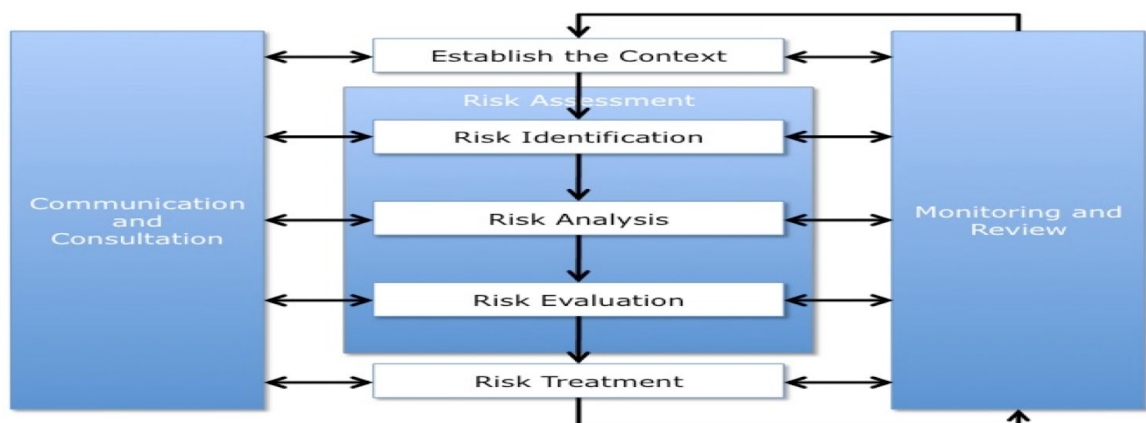 Establish the Context
Risk Assessment
Risk Identification
Communication
and
Consultation
Risk Analysis
Monitoring and
Review
Risk Evaluation
Risk Treatment